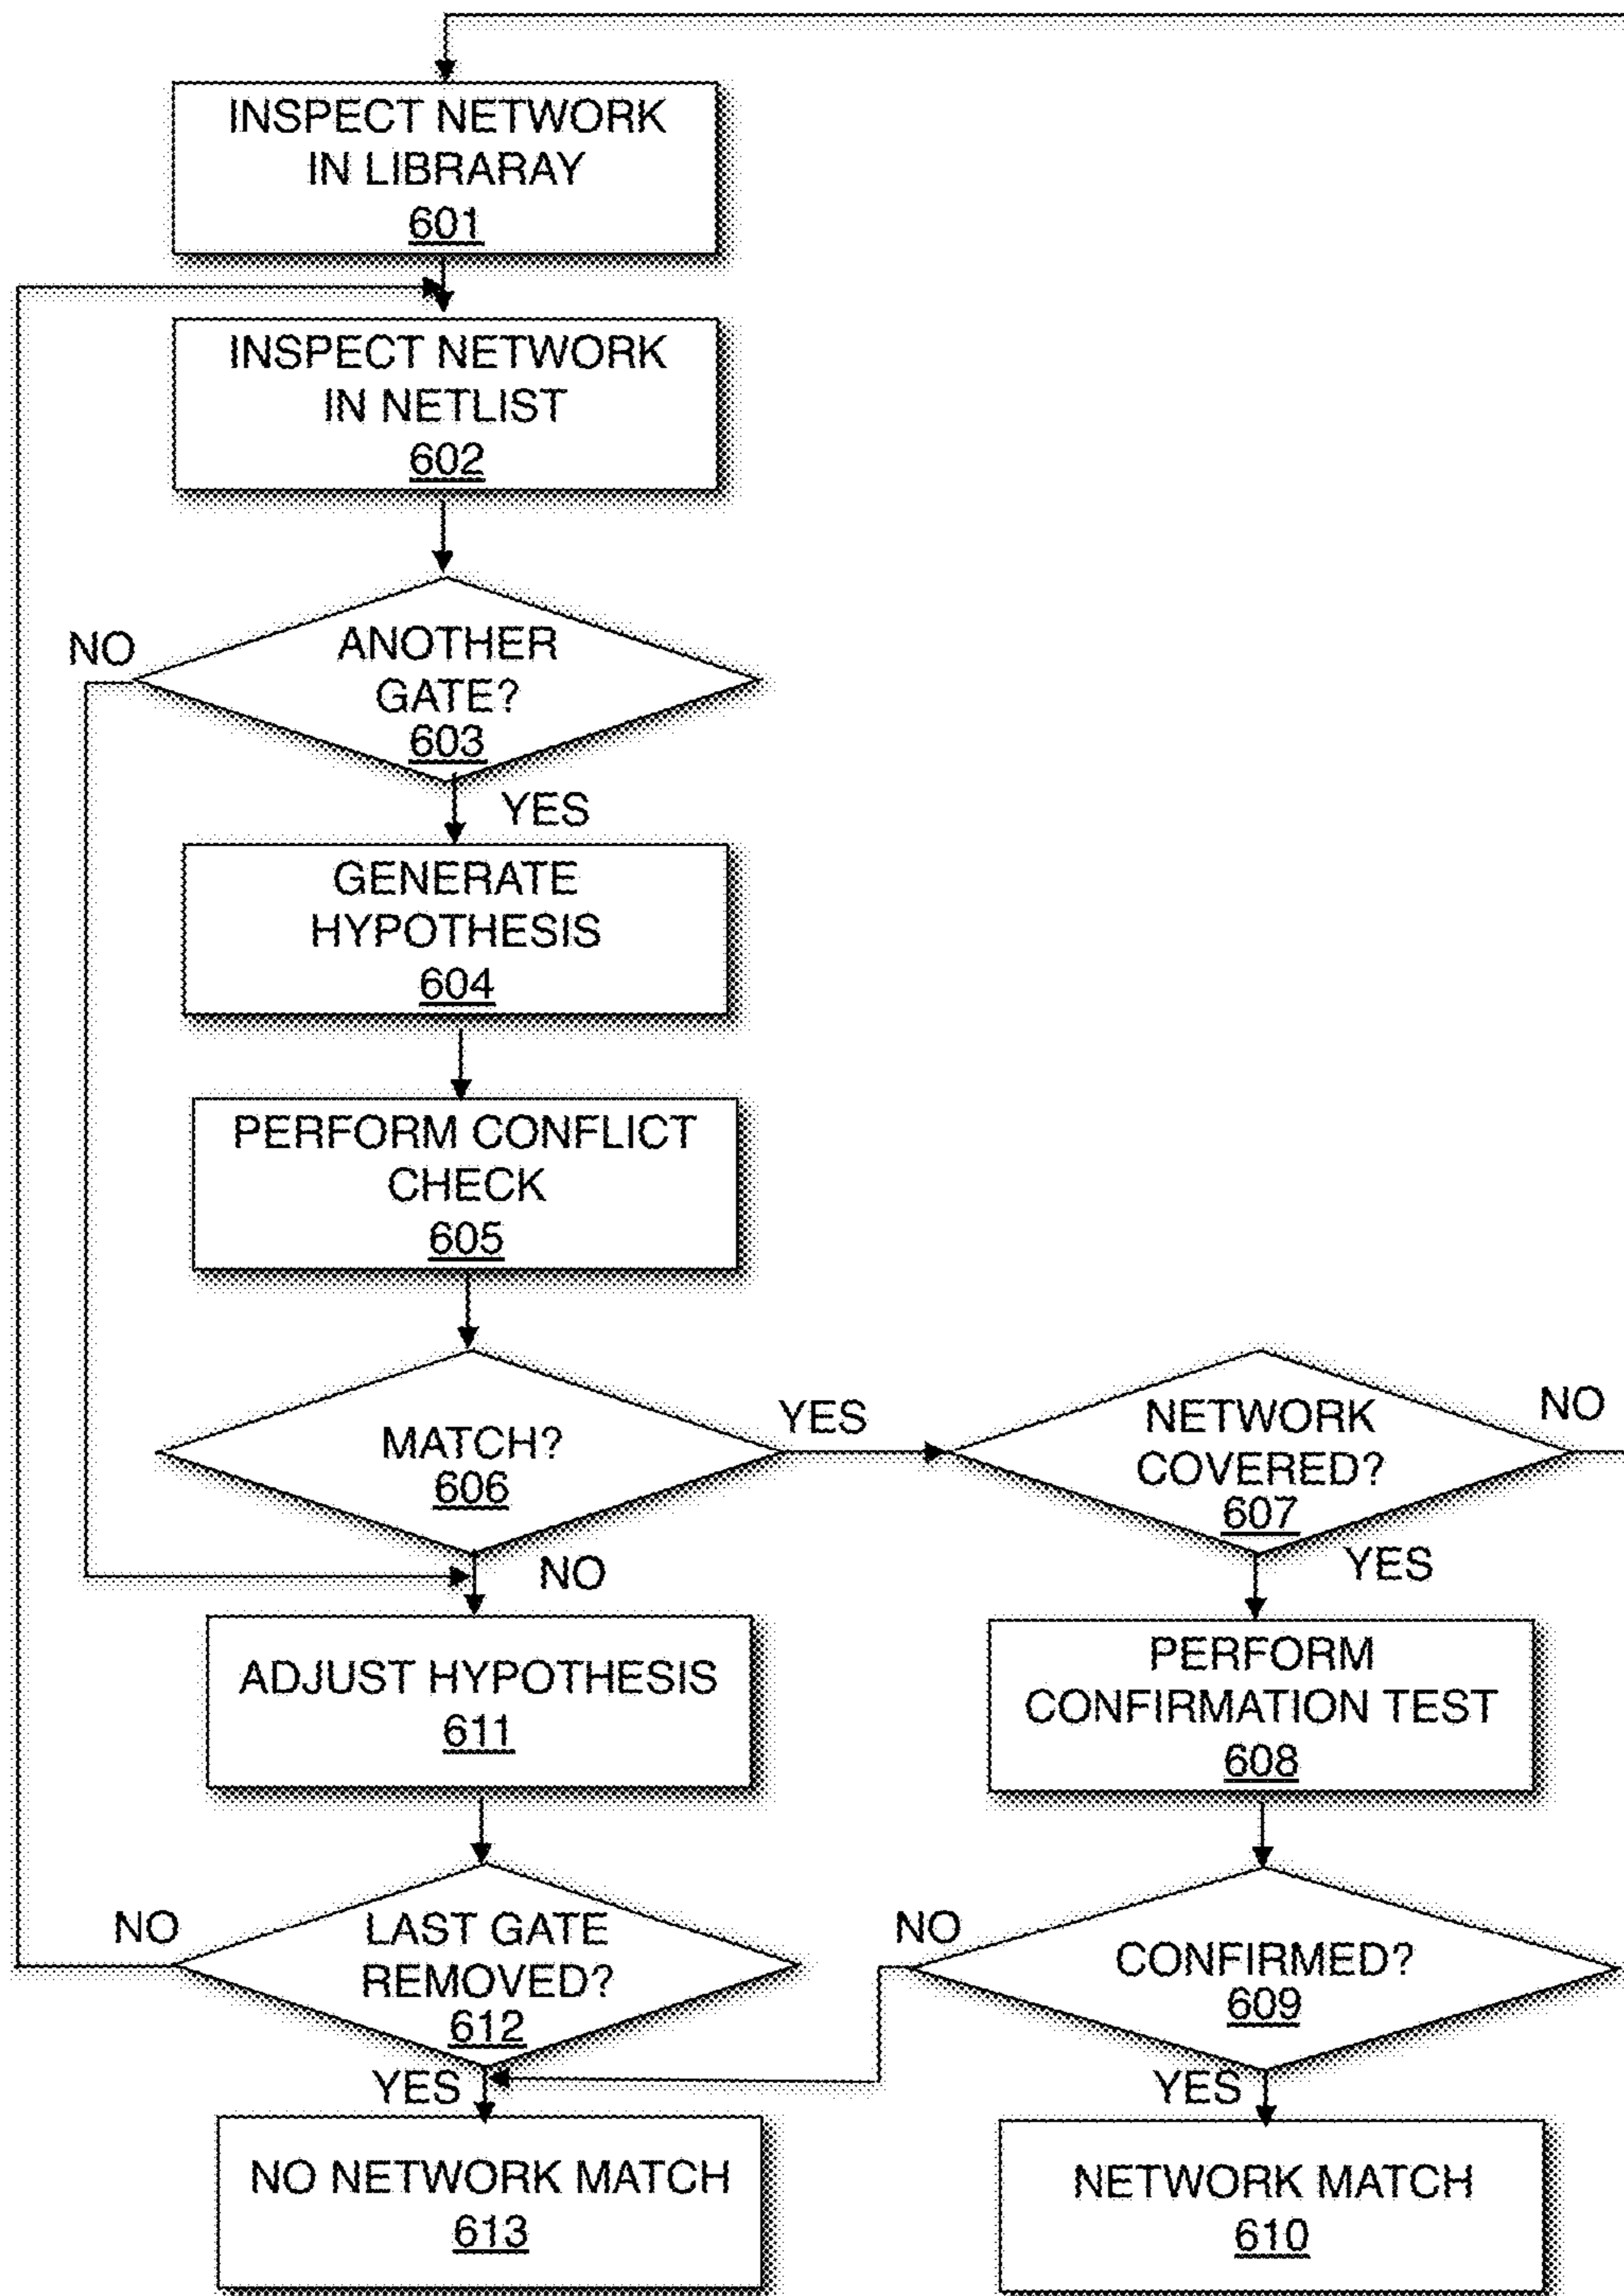 INSPECT NETWORK
IN LIBRARAY
601
INSPECT NETWORK
IN NETLIST
602
NO
ANOTHER
GATE?
603
YES
GENERATE
HYPOTHESIS
604
PERFORM CONFLICT
CHECK
605
MATCH?
606
YES
NO
NETWORK
COVERED?
607
NO
YES
ADJUST HYPOTHESIS
611
PERFORM
CONFIRMATION TEST
608
NO
LAST GATE
REMOVED?
612
YES
NO
CONFIRMED?
609
YES
NO NETWORK MATCH
613
NETWORK MATCH
610